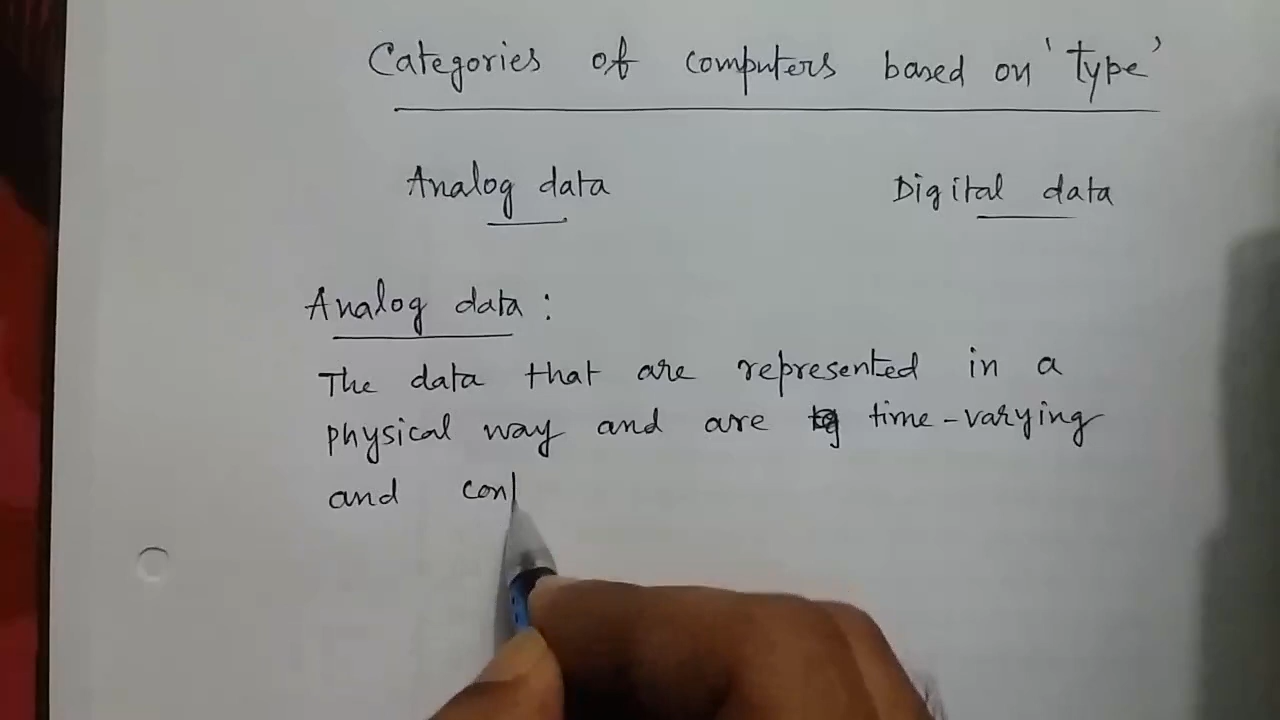 Categories of computers based on 'type'
Analog data Digital data
Analog data :
The data that are represented in a
physical way and are time-varying
and con